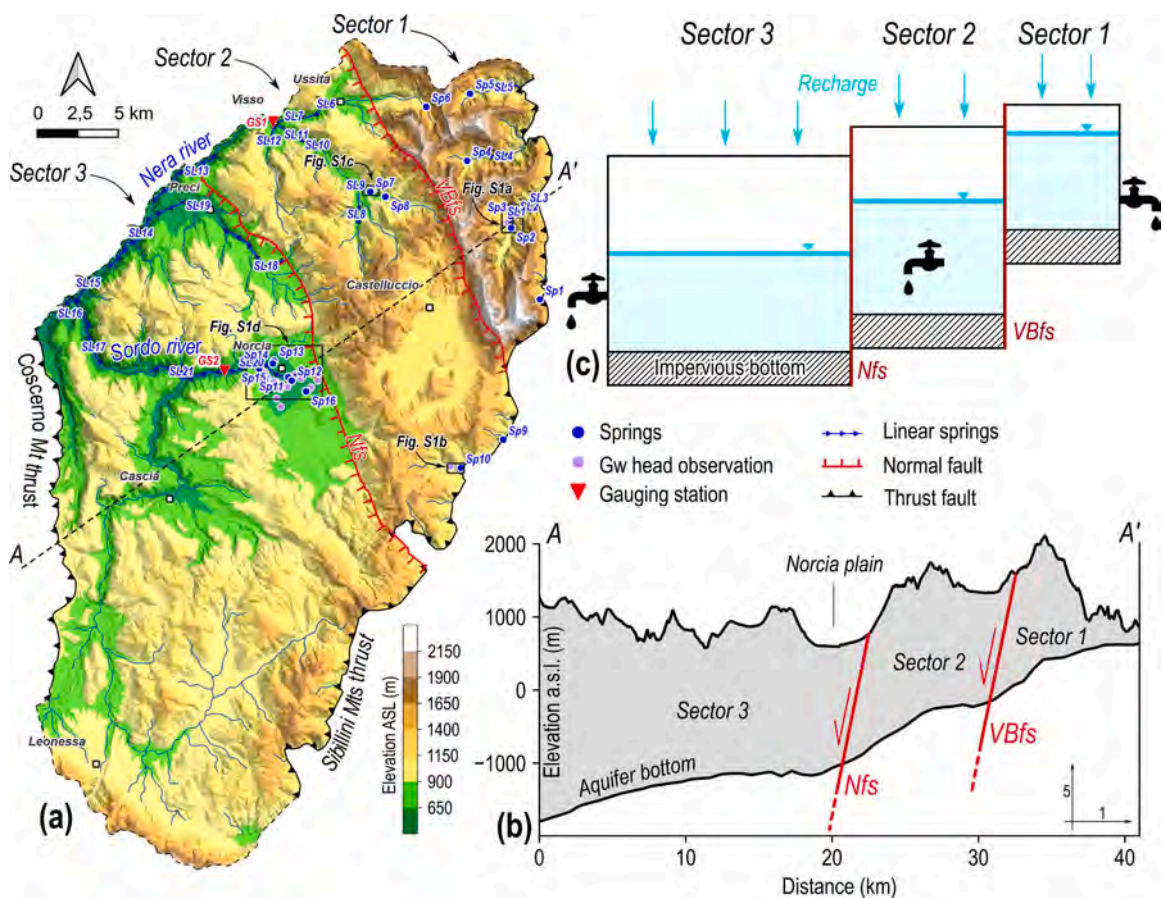 Sector 1
Sector 2
Sector 3
0 2.5 5 km
Visso
Ussita
GS1
SL7
SL6
SL12
SL11
SL10
Sp6
Sp5
SL5
Sp4
SL4
A'
Fig. S1c
Fig. S1a
SL9
Sp7
Sp8
SL8
Sp3
SL1
SL2
SL3
Sp2
Sp1
VBfs
Nera river
SL13
Preci
SL19
SL14
SL18
SL15
SL16
SL17
Castelluccio
Fig. S1d
Norcia
Sordo river
GS2
SL21
Sp14
Sp13
SL20
Sp15
Sp12
Sp11
Sp16
Coscerno Mt thrust
Nfs
Sp9
Fig. S1b
Sp10
Cascia
A
Leonessa
Sibillini Mts thrust
Elevation ASL (m)
2150
1900
1650
1400
1150
900
650
(a)
Sector 3
Sector 2
Sector 1
Recharge
Impervious bottom
Nfs
VBfs
(c)
Springs
Gw head observation
Gauging station
Linear springs
Normal fault
Thrust fault
A
A'
2000
1000
0
−1000
Elevation a.s.l. (m)
Norcia plain
Sector 1
Sector 2
Sector 3
VBfs
Nfs
Aquifer bottom
5
1
(b)
0 10 20 30 40
Distance (km)